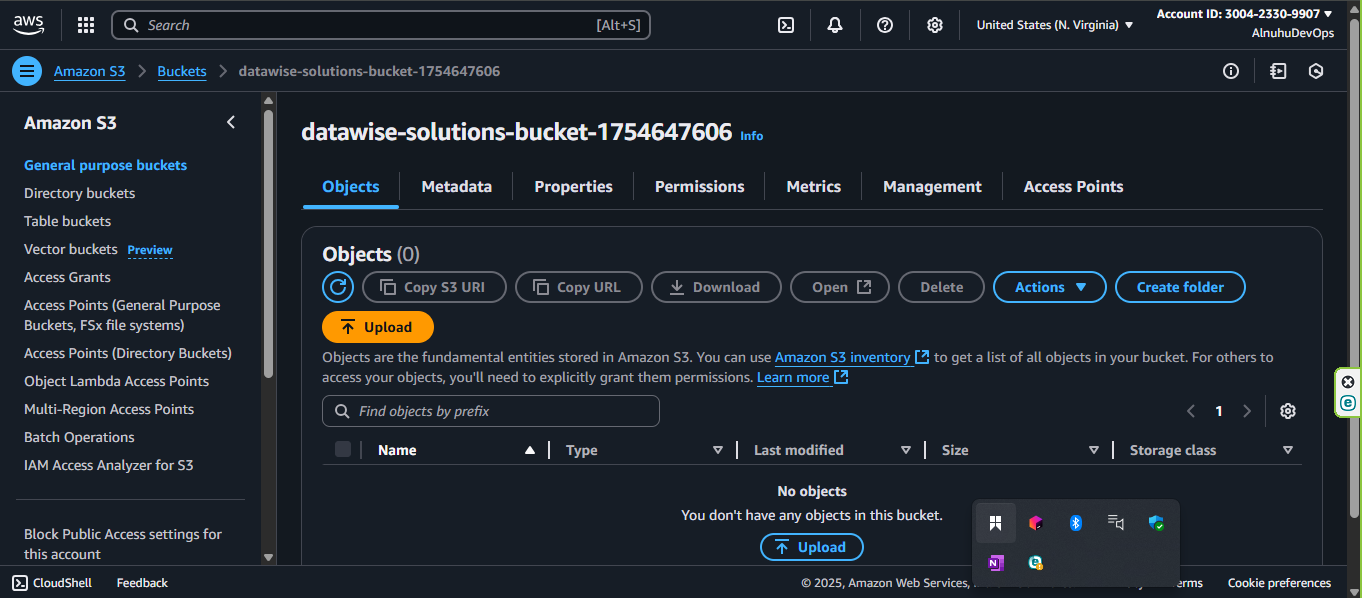 aws
Search [Alt+S]
United States (N. Virginia)
Account ID: 3004-2330-9907
AlnuhuDevOps
Amazon S3 > Buckets > datawise-solutions-bucket-1754647606
Amazon S3
General purpose buckets
Directory buckets
Table buckets
Vector buckets Preview
Access Grants
Access Points (General Purpose
Buckets, FSx file systems)
Access Points (Directory Buckets)
Object Lambda Access Points
Multi-Region Access Points
Batch Operations
IAM Access Analyzer for S3
Block Public Access settings for
this account
datawise-solutions-bucket-1754647606 Info
Objects Metadata Properties Permissions Metrics Management Access Points
Objects (0)
Copy S3 URI Copy URL Download Open Delete Actions Create folder
Upload
Objects are the fundamental entities stored in Amazon S3. You can use Amazon S3 inventory to get a list of all objects in your bucket. For others to
access your objects, you'll need to explicitly grant them permissions. Learn more
Find objects by prefix
1
Name Type Last modified Size Storage class
No objects
You don't have any objects in this bucket.
Upload
CloudShell Feedback
© 2025, Amazon Web Services, Cookie preferences